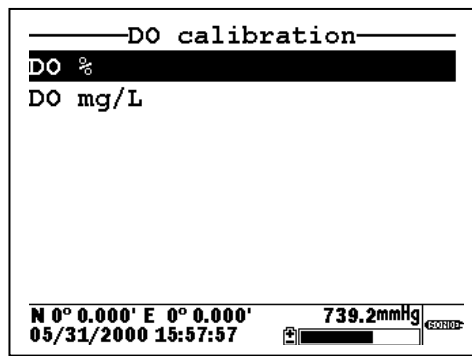 DO calibration
DO %
DO mg/L
N 0° 0.000' E 0° 0.000' 739.2mmHg
05/31/2000 15:57:57 SONDE